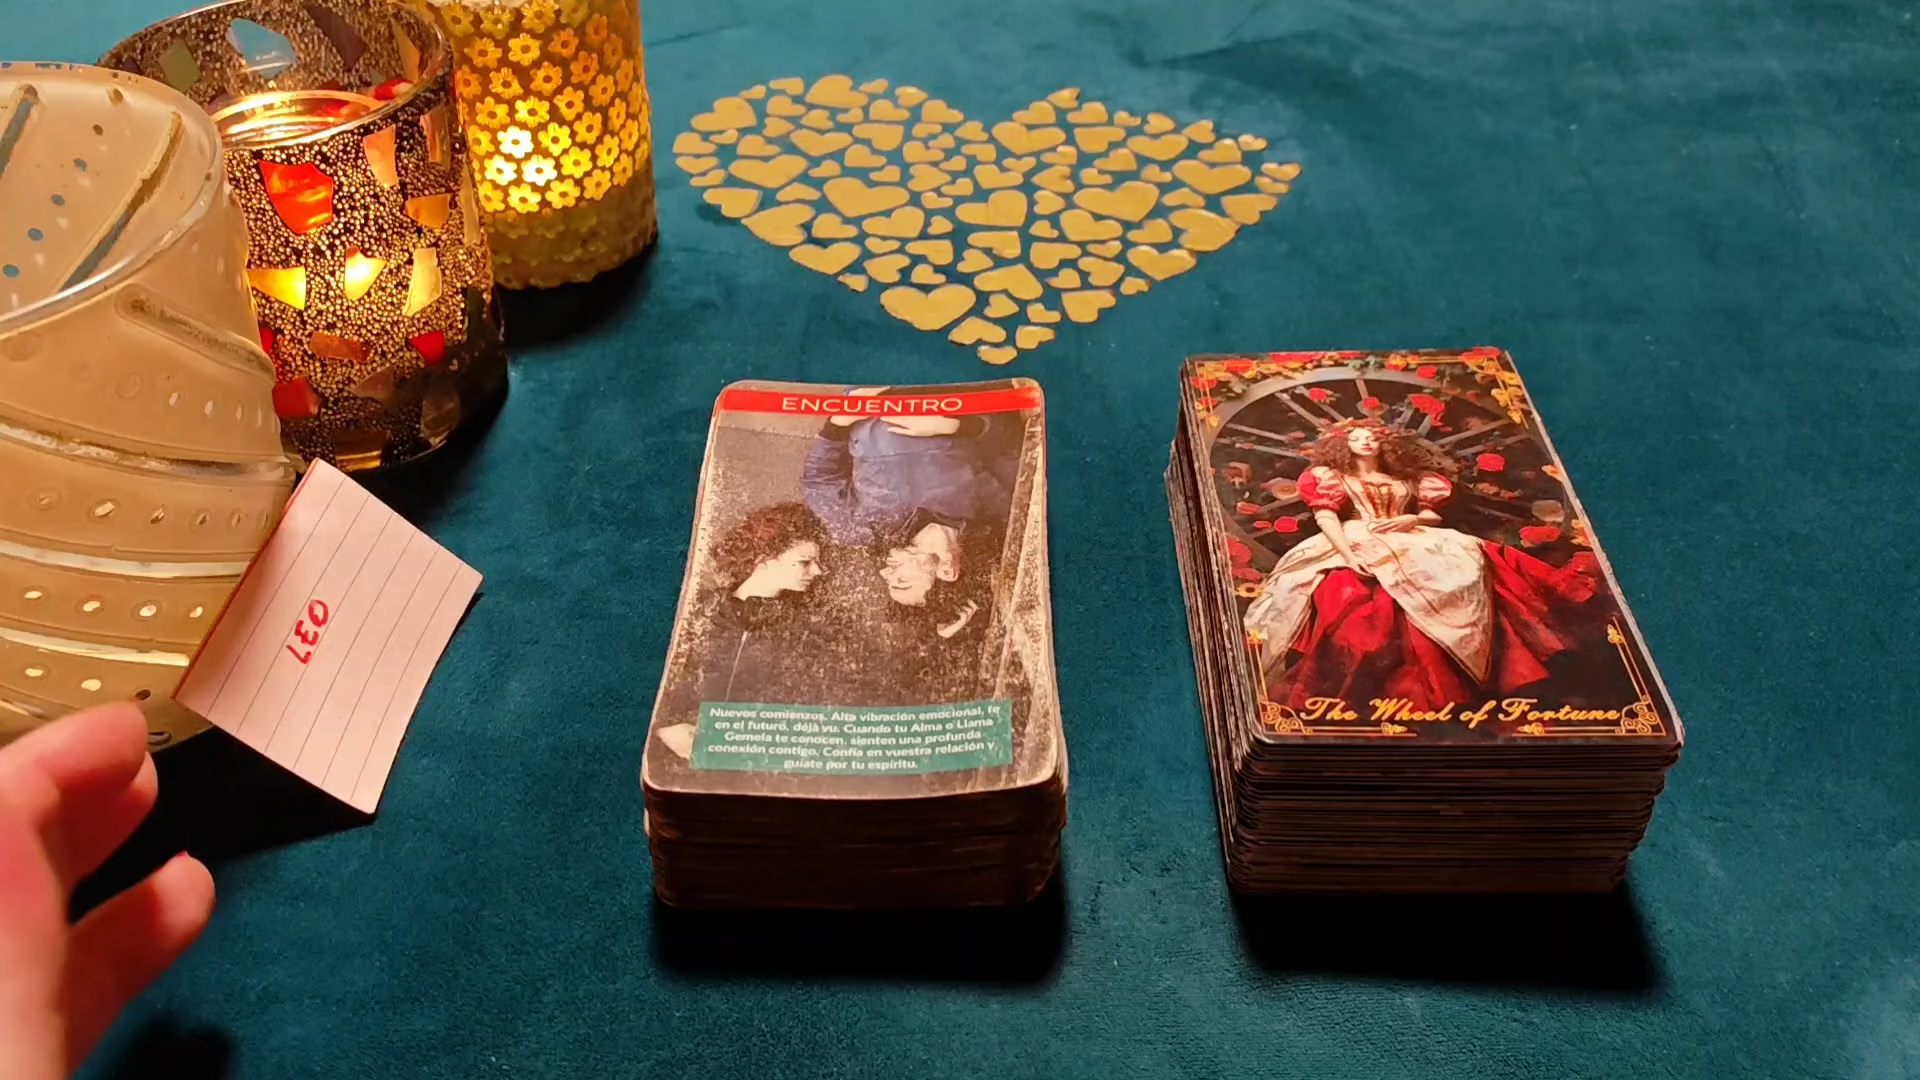 LEO
ENCUENTRO
Nuevos comienzos. Alta vibración emocional, fe
en el futuro, déjà vu. Cuando tu Alma o Llama
Gemela te conocen, sienten una profunda
conexión contigo. Confía en vuestra relación y
guíate por tu espíritu.
The Wheel of Fortune